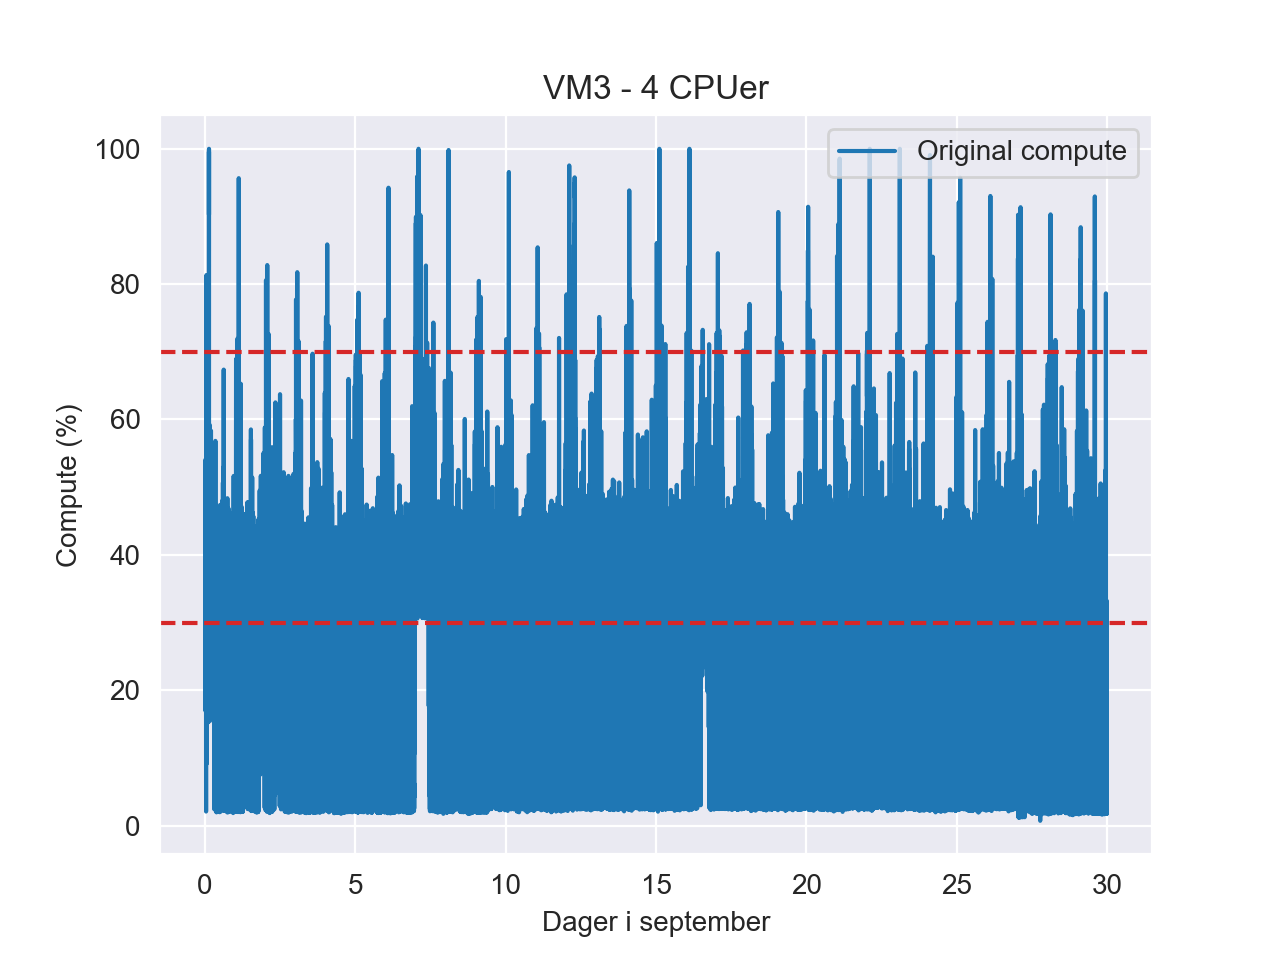 VM3 - 4 CPUer
Original compute
Compute (%)
100
80
60
40
20
0
0 5 10 15 20 25 30
Dager i september